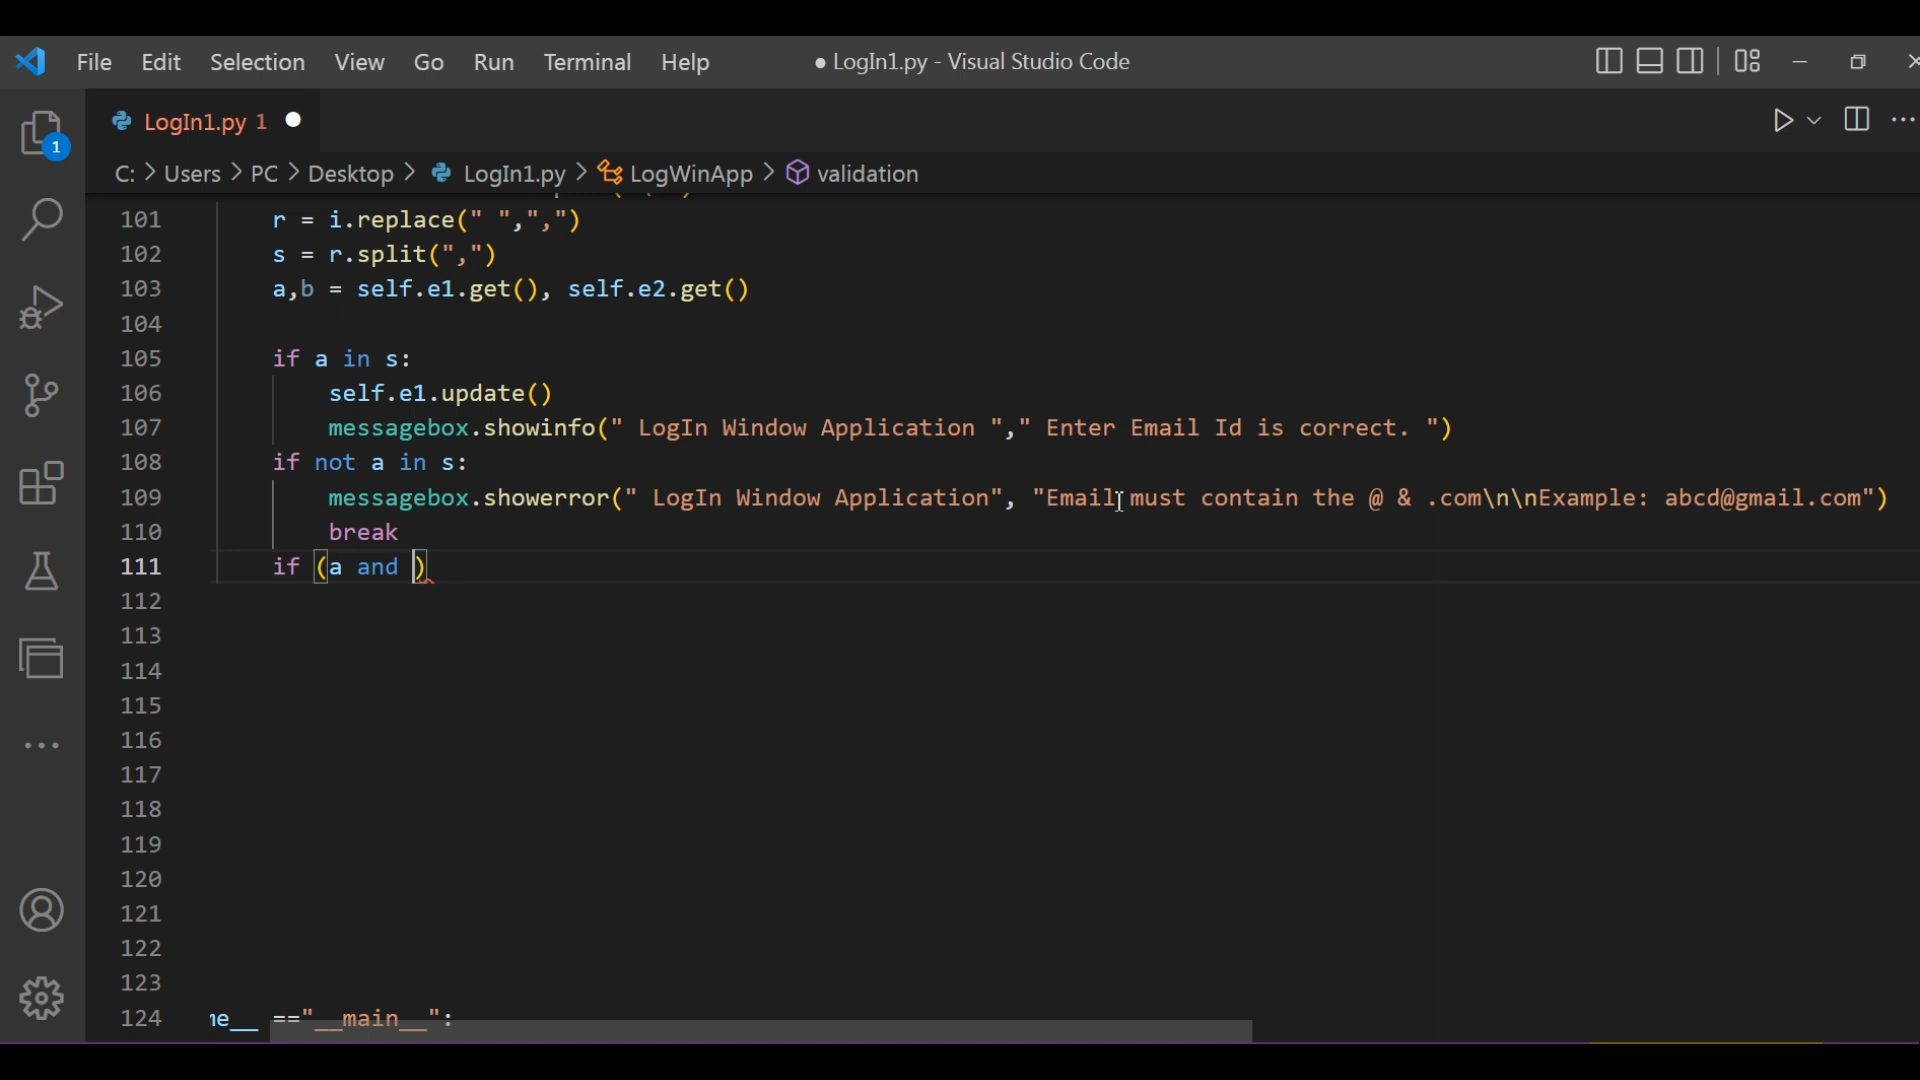 File Edit Selection View Go Run Terminal Help ● LogIn1.py - Visual Studio Code
LogIn1.py 1
1
C: > Users > PC > Desktop > LogIn1.py > LogWinApp > validation
101 r = i.replace(" ",",")
102 s = r.split(",")
103 a,b = self.e1.get(), self.e2.get()
104
105 if a in s:
106 self.e1.update()
107 messagebox.showinfo(" LogIn Window Application "," Enter Email Id is correct. ")
108 if not a in s:
109 messagebox.showerror(" LogIn Window Application", "Email must contain the @ & .com\n\nExample: abcd@gmail.com")
110 break
111 if (a and )
112
113
114
115
116
117
118
119
120
121
122
123
124 me__ =="__main__":